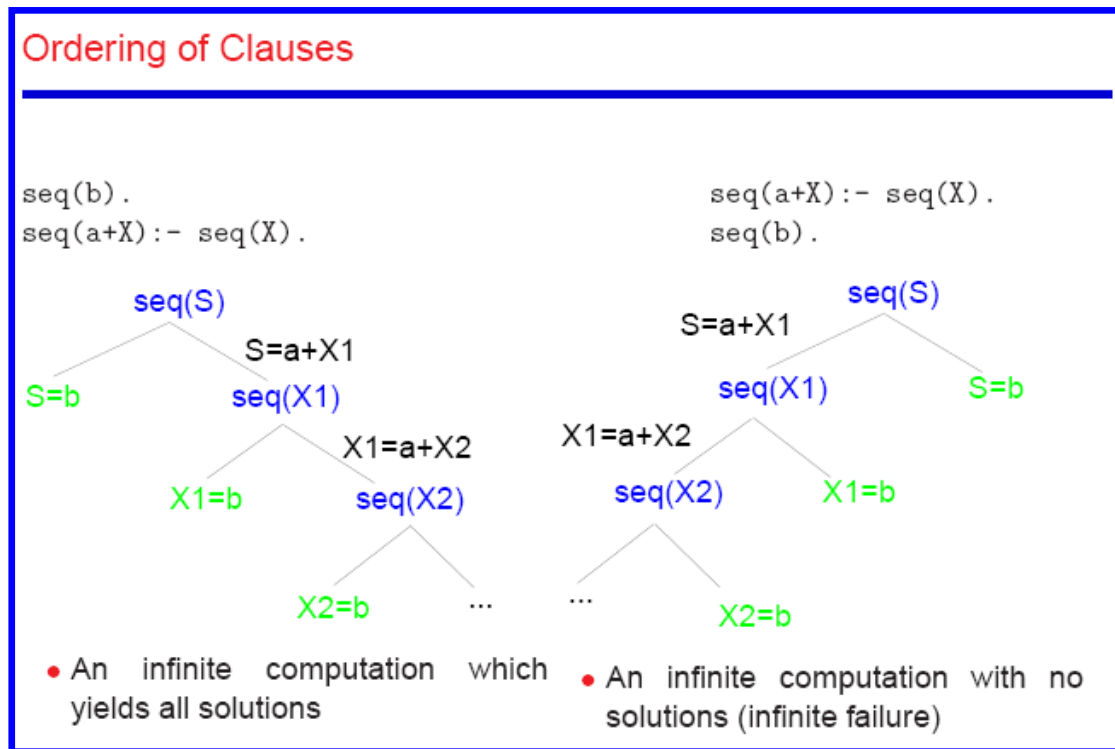 Ordering of Clauses
seq(b).
seq(a+X):- seq(X).
seq(S)
S=a+X1
S=b
seq(X1)
X1=a+X2
X1=b
seq(X2)
X2=b
...
• An infinite computation which
yields all solutions
seq(a+X):- seq(X).
seq(b).
seq(S)
S=a+X1
seq(X1)
S=b
X1=a+X2
seq(X2)
X1=b
...
X2=b
• An infinite computation with no
solutions (infinite failure)